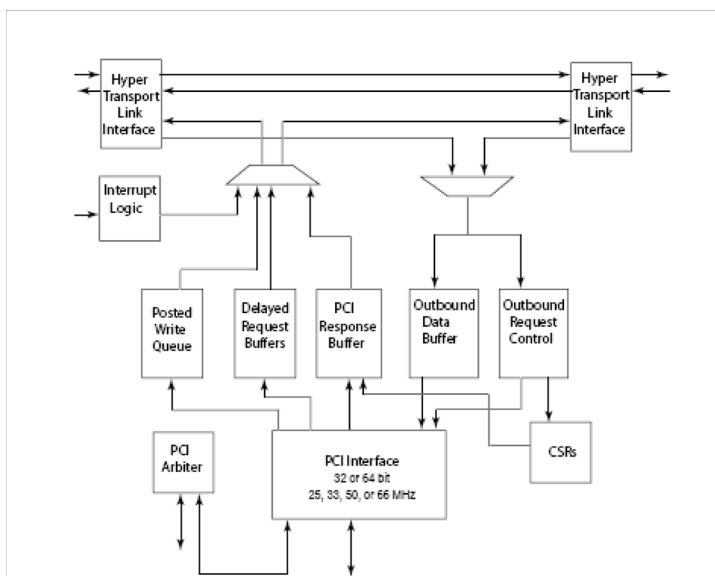 Hyper
Transport
Link
Interface
Hyper
Transport
Link
Interface
Interrupt
Logic
Posted
Write
Queue
Delayed
Request
Buffers
PCI
Response
Buffer
Outbound
Data
Buffer
Outbound
Request
Control
PCI
Arbiter
PCI Interface
32 or 64 bit
25, 33, 50, or 66 MHz
CSRs